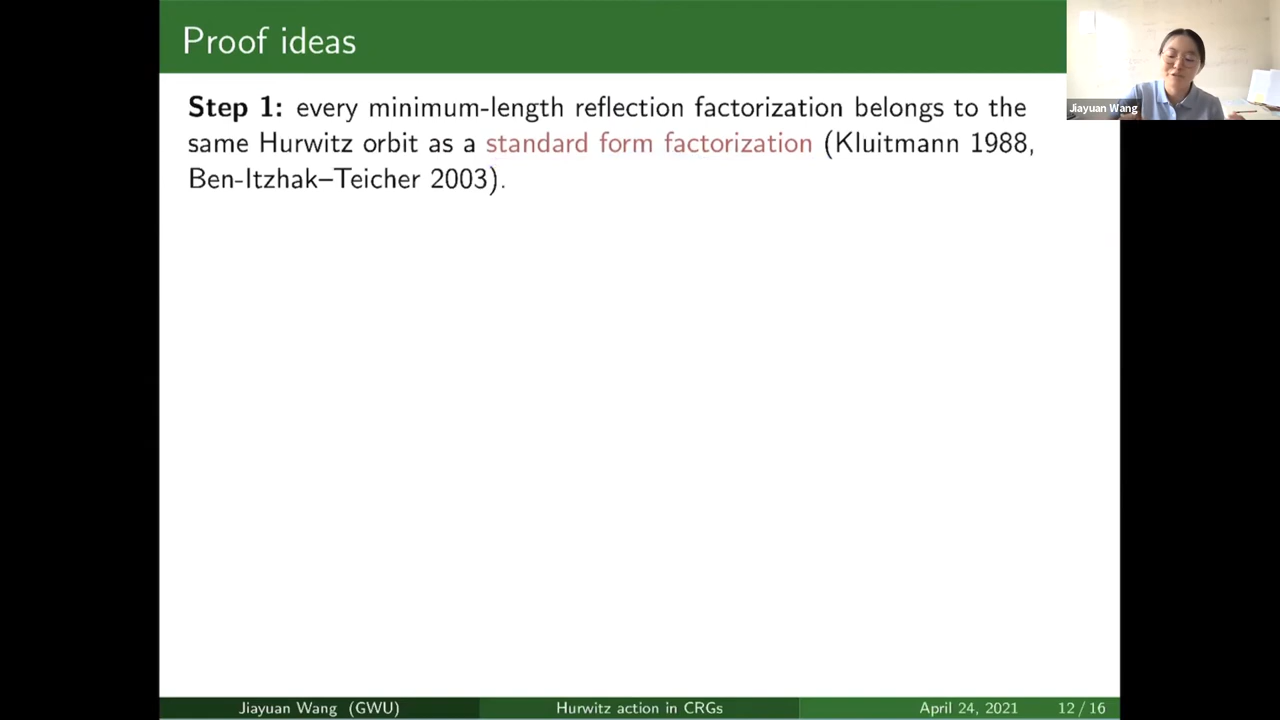 Proof ideas
Jiayuan Wang
Step 1: every minimum-length reflection factorization belongs to the
same Hurwitz orbit as a standard form factorization (Kluitmann 1988,
Ben-Itzhak–Teicher 2003).
Jiayuan Wang (GWU) Hurwitz action in CRGs April 24, 2021 12 / 16